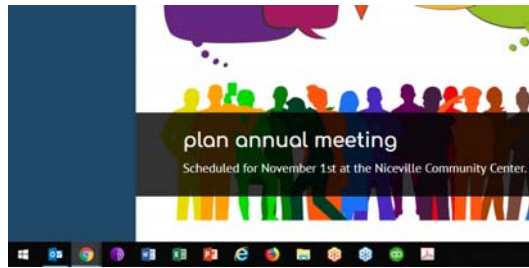 plan annual meeting
Scheduled for November 1st at the Niceville Community Center.